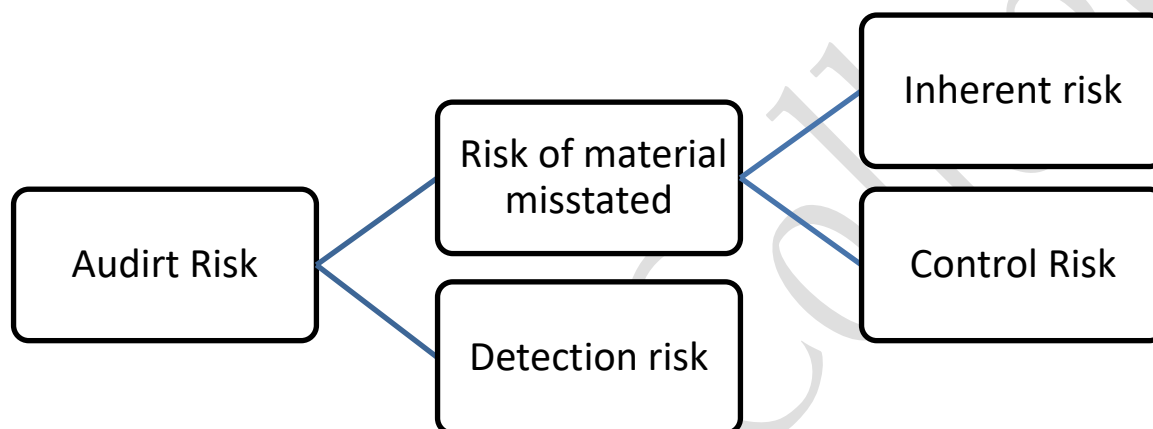 Audirt Risk
Risk of material
misstated
Detection risk
Inherent risk
Control Risk